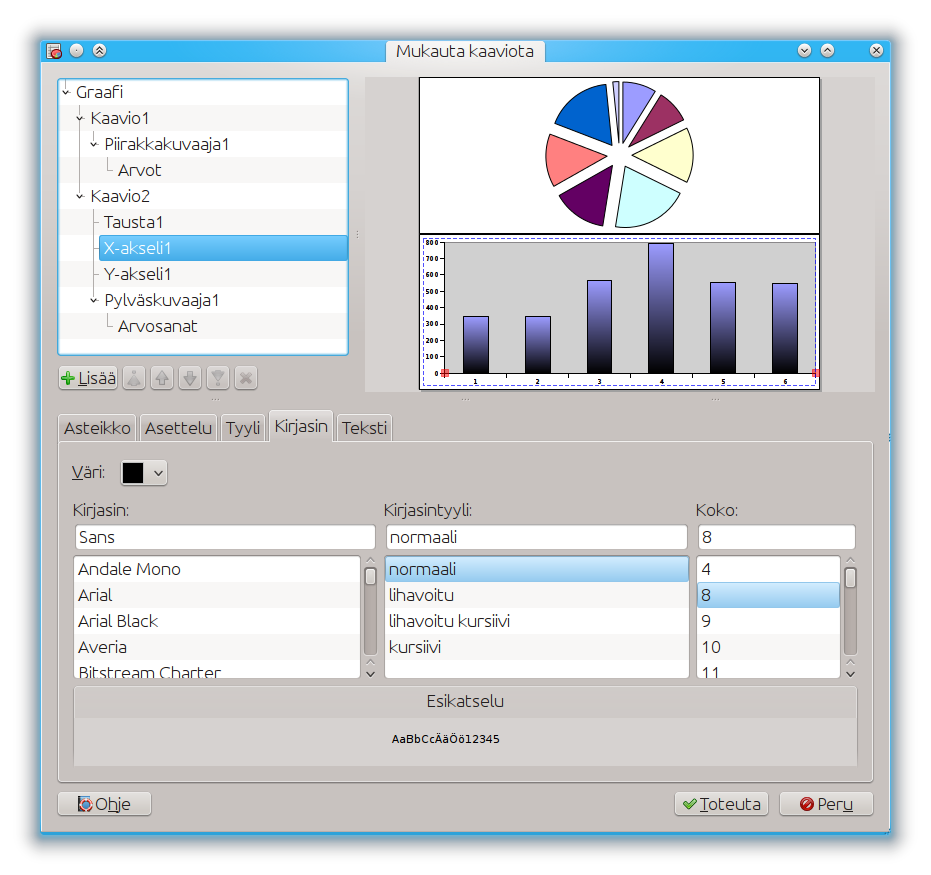 Mukauta kaaviota
Graafi
Kaavio1
Piirakkakuvaaja1
Arvot
Kaavio2
Tausta1
X-akseli1
Y-akseli1
Pylväskuvaaja1
Arvosanat
800
700
600
500
400
300
200
100
0
1 2 3 4 5 6
Lisää
Asteikko Asettelu Tyyli Kirjasin Teksti
Väri:
Kirjasin: Kirjasintyyli: Koko:
Sans normaali 8
Andale Mono normaali 4
Arial lihavoitu 8
Arial Black lihavoitu kursiivi 9
Averia kursiivi 10
Bitstream Charter 11
Esikatselu
AaBbCcÄäÖö12345
Ohje Toteuta Peru